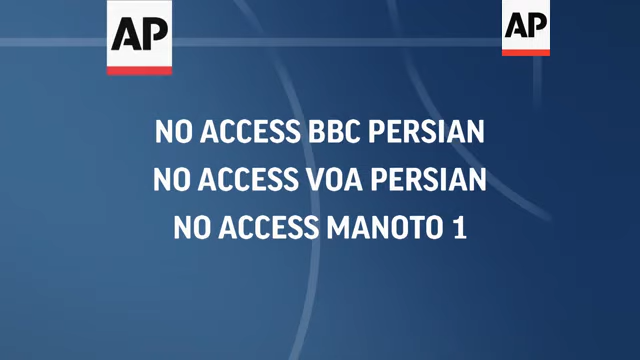 AP
AP
NO ACCESS BBC PERSIAN
NO ACCESS VOA PERSIAN
NO ACCESS MANOTO 1